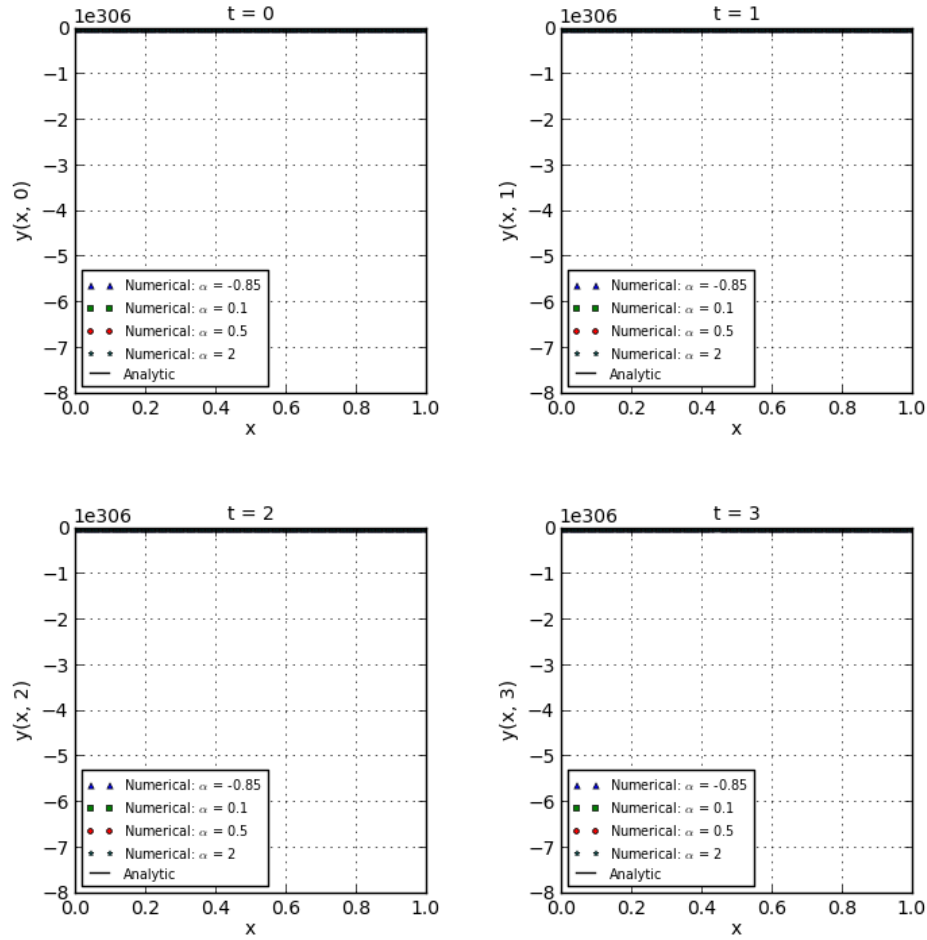 1e306 t = 0
0
−1
−2
−3
−4
−5
−6
−7
−8
y(x, 0)
Numerical: α = -0.85
Numerical: α = 0.1
Numerical: α = 0.5
Numerical: α = 2
Analytic
0.0 0.2 0.4 0.6 0.8 1.0
x
1e306 t = 1
0
−1
−2
−3
−4
−5
−6
−7
−8
y(x, 1)
Numerical: α = -0.85
Numerical: α = 0.1
Numerical: α = 0.5
Numerical: α = 2
Analytic
0.0 0.2 0.4 0.6 0.8 1.0
x
1e306 t = 2
0
−1
−2
−3
−4
−5
−6
−7
−8
y(x, 2)
Numerical: α = -0.85
Numerical: α = 0.1
Numerical: α = 0.5
Numerical: α = 2
Analytic
0.0 0.2 0.4 0.6 0.8 1.0
x
1e306 t = 3
0
−1
−2
−3
−4
−5
−6
−7
−8
y(x, 3)
Numerical: α = -0.85
Numerical: α = 0.1
Numerical: α = 0.5
Numerical: α = 2
Analytic
0.0 0.2 0.4 0.6 0.8 1.0
x